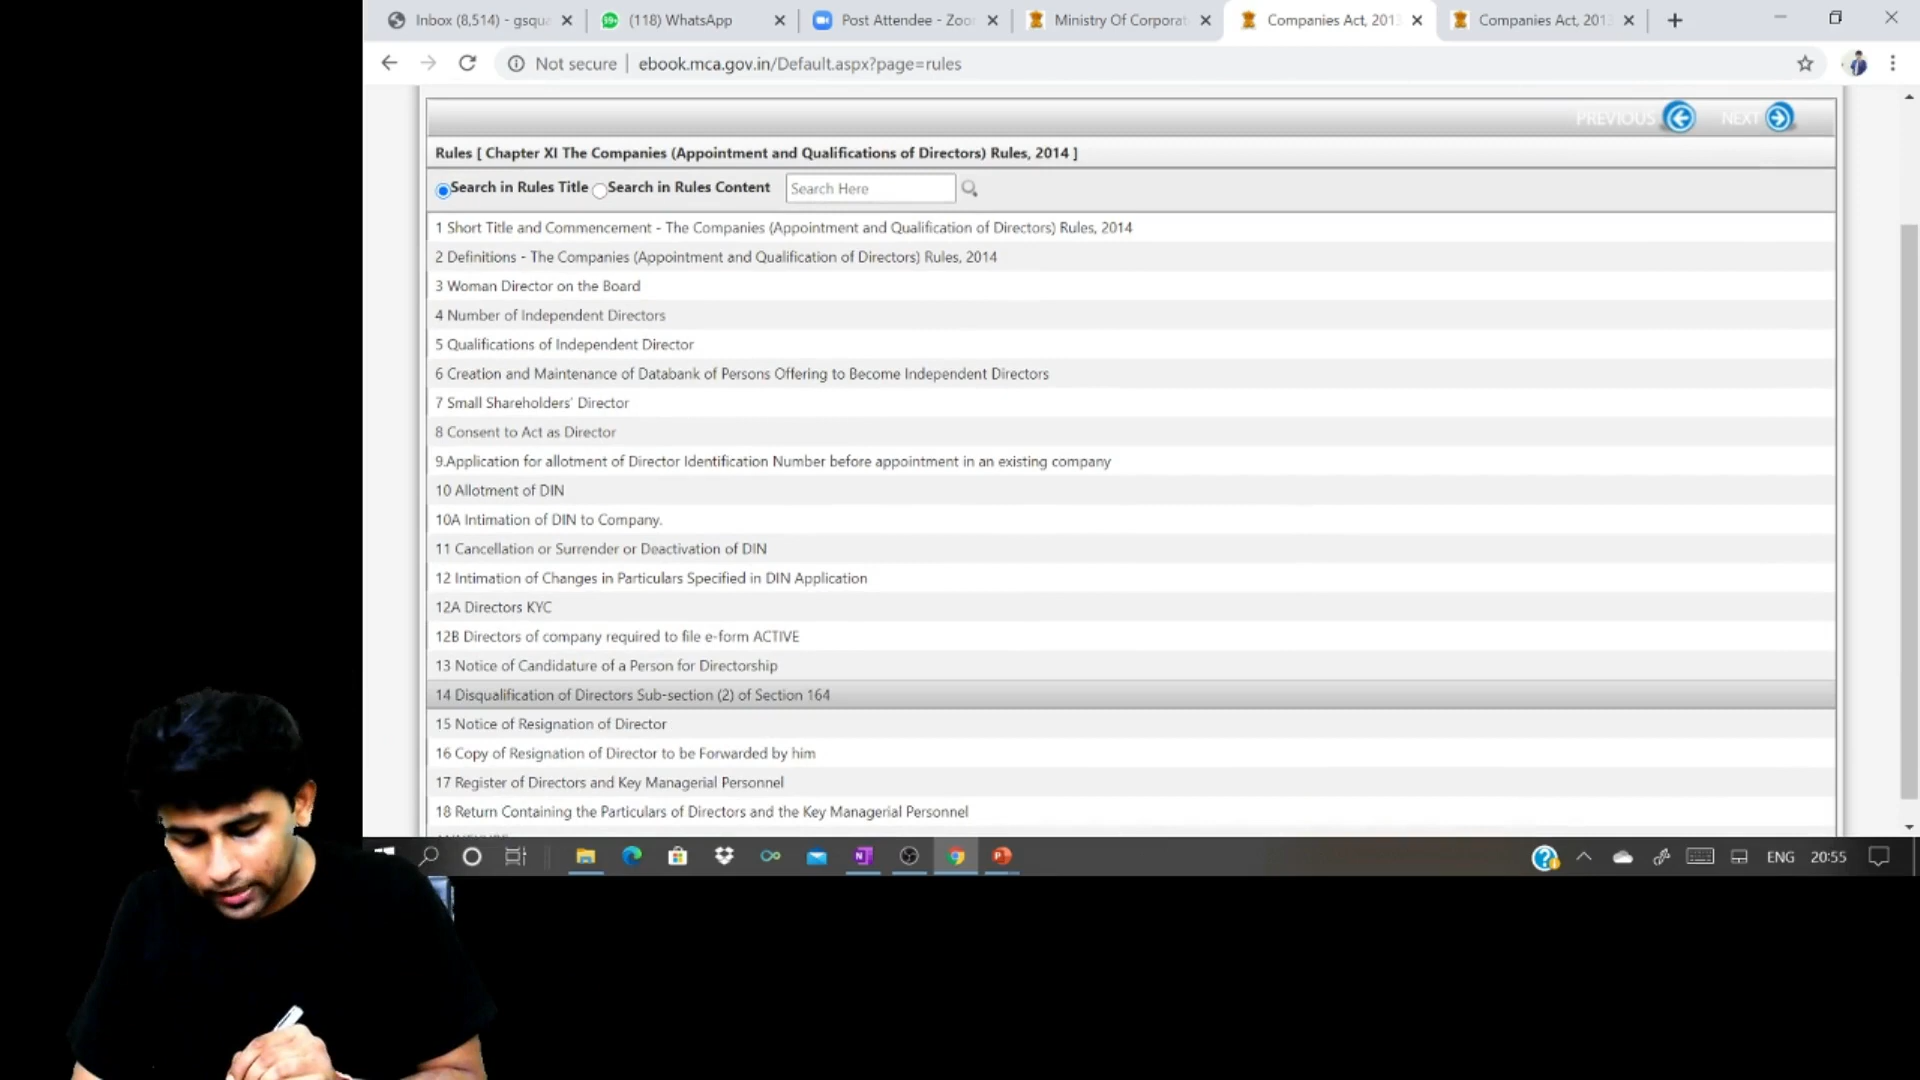 Inbox (8,514) - gsqua
99+ (118) WhatsApp
Post Attendee - Zoo
Ministry Of Corporat
Companies Act, 2013
Companies Act, 2013
Not secure
ebook.mca.gov.in/Default.aspx?page=rules
PREVIOUS
NEXT
Rules [ Chapter XI The Companies (Appointment and Qualifications of Directors) Rules, 2014 ]
Search in Rules Title Search in Rules Content Search Here
1 Short Title and Commencement - The Companies (Appointment and Qualification of Directors) Rules, 2014
2 Definitions - The Companies (Appointment and Qualification of Directors) Rules, 2014
3 Woman Director on the Board
4 Number of Independent Directors
5 Qualifications of Independent Director
6 Creation and Maintenance of Databank of Persons Offering to Become Independent Directors
7 Small Shareholders' Director
8 Consent to Act as Director
9.Application for allotment of Director Identification Number before appointment in an existing company
10 Allotment of DIN
10A Intimation of DIN to Company.
11 Cancellation or Surrender or Deactivation of DIN
12 Intimation of Changes in Particulars Specified in DIN Application
12A Directors KYC
12B Directors of company required to file e-form ACTIVE
13 Notice of Candidature of a Person for Directorship
14 Disqualification of Directors Sub-section (2) of Section 164
15 Notice of Resignation of Director
16 Copy of Resignation of Director to be Forwarded by him
17 Register of Directors and Key Managerial Personnel
18 Return Containing the Particulars of Directors and the Key Managerial Personnel
ENG 20:55